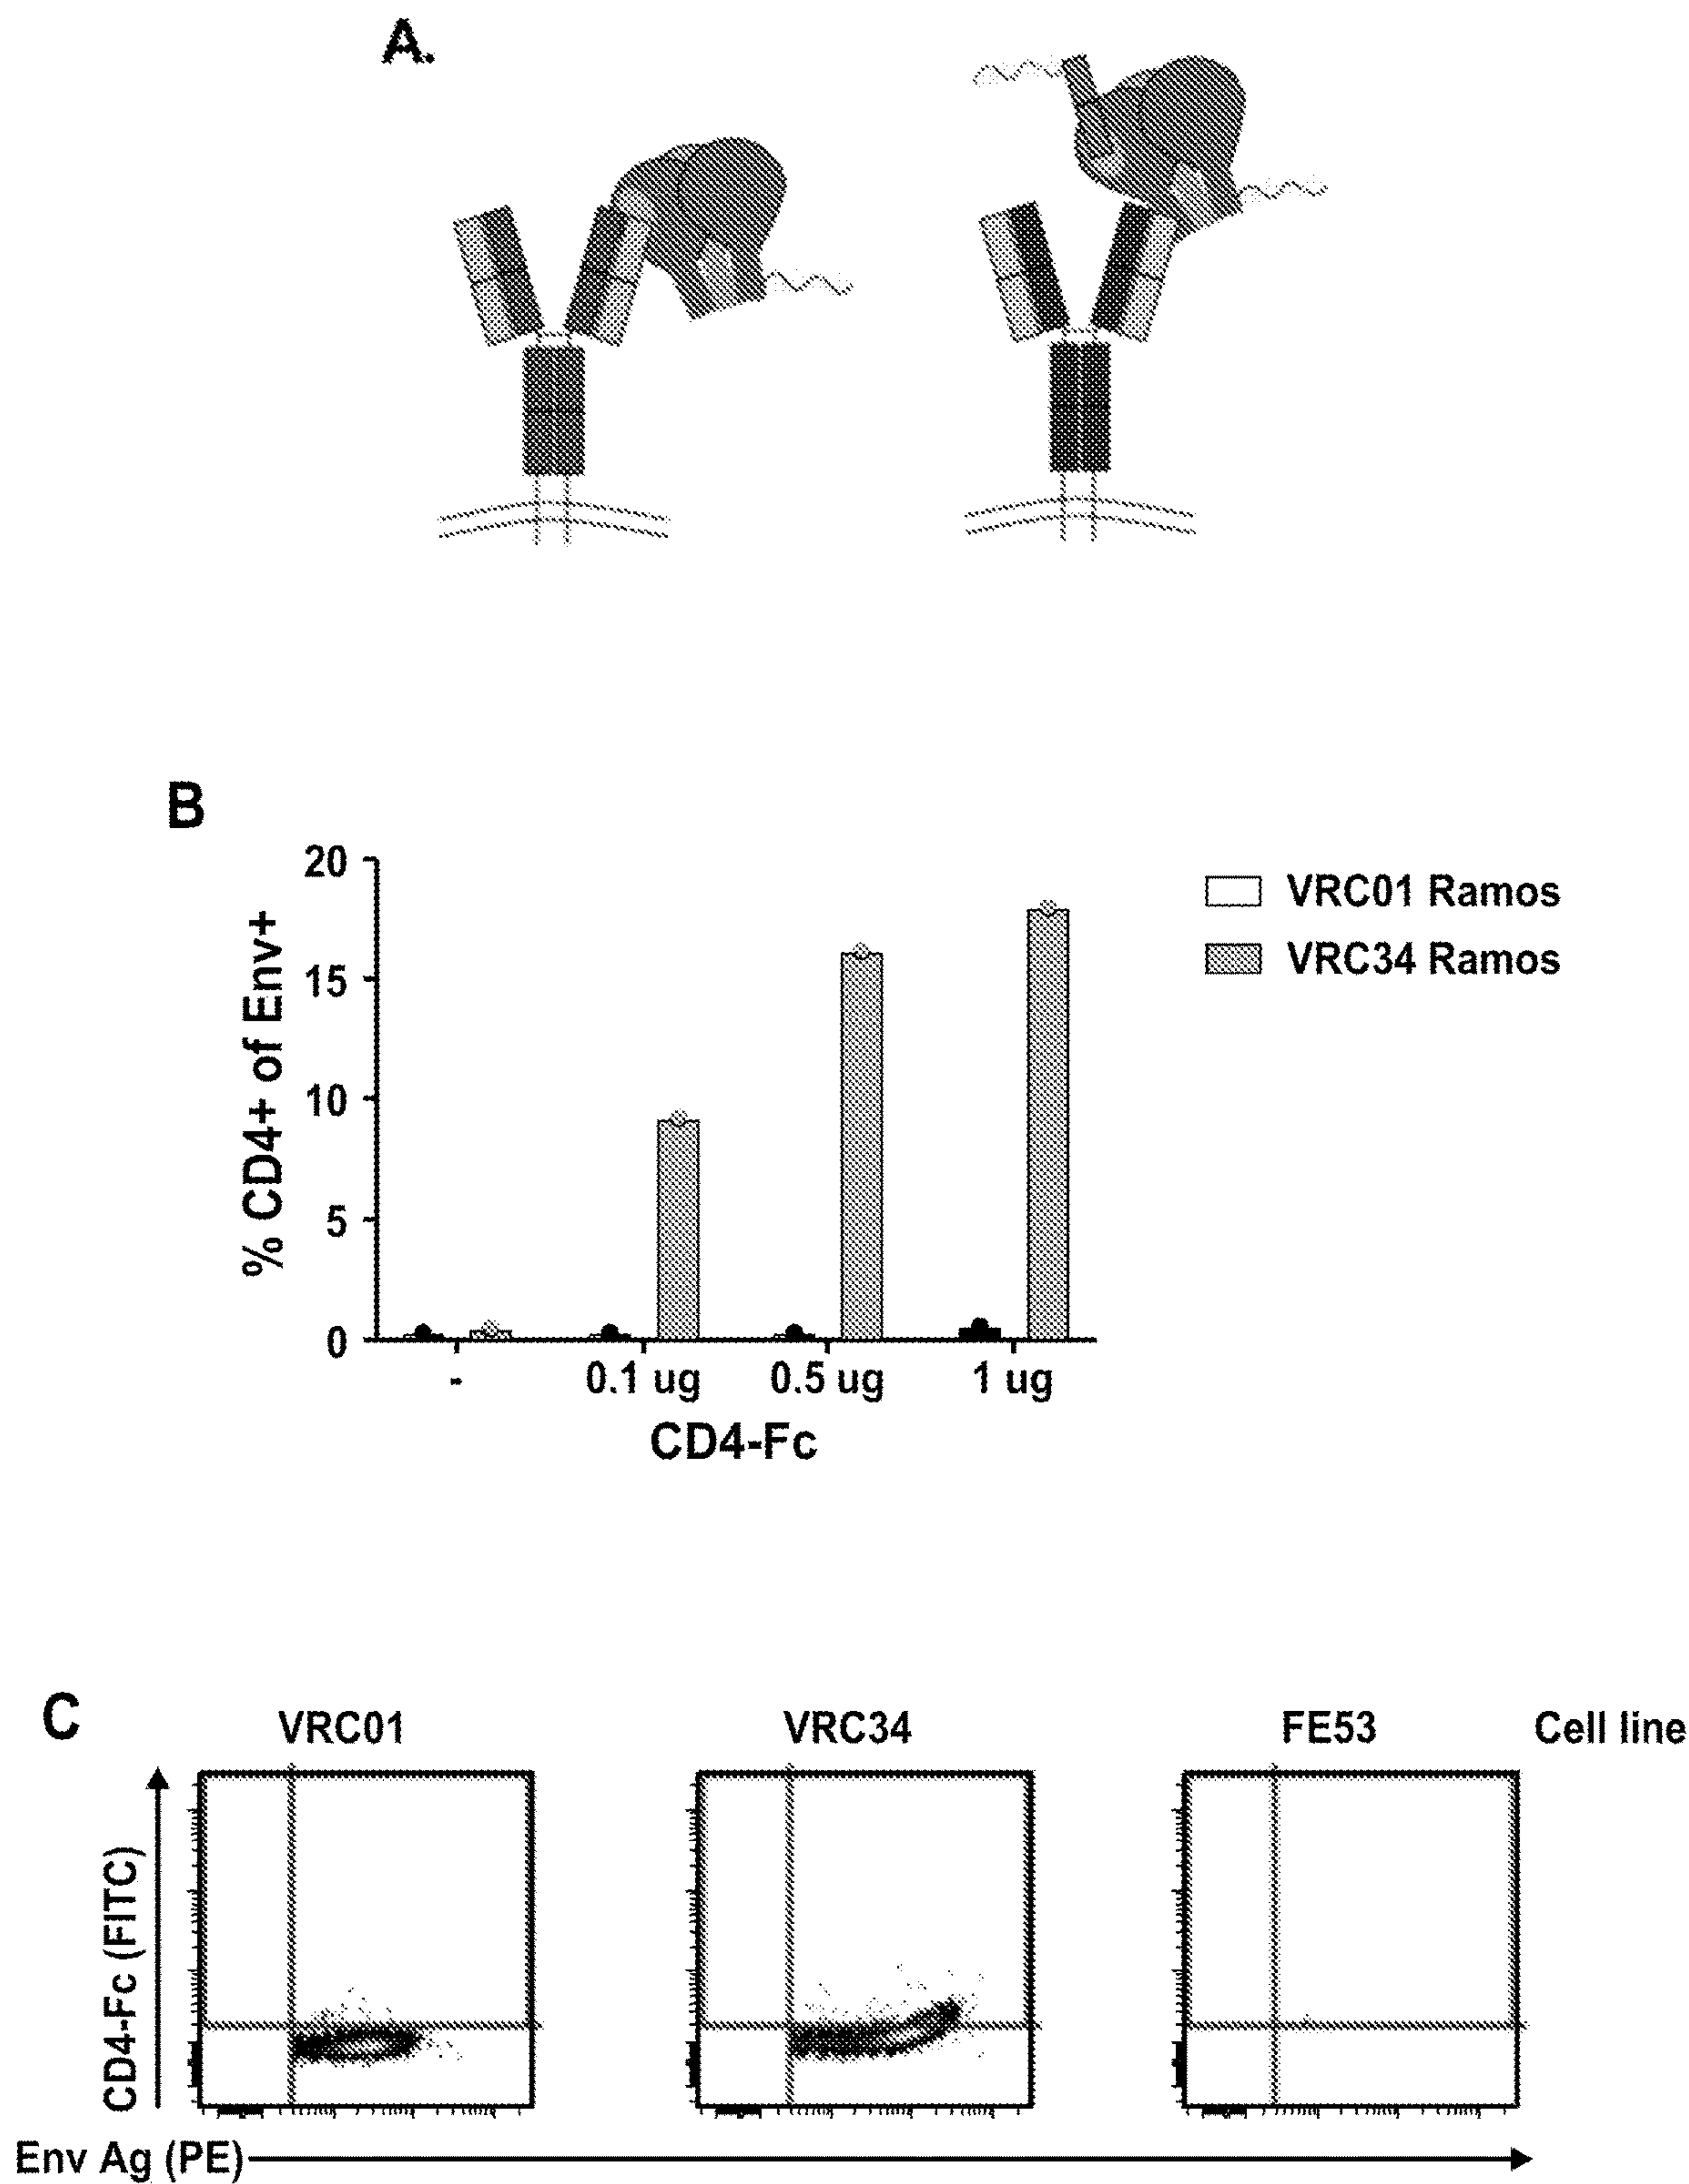 A.
B
20
15
10
5
0
% CD4+ of Env+
VRC01 Ramos
VRC34 Ramos
- 0.1 ug 0.5 ug 1 ug
CD4-Fc
C
VRC01 VRC34 FE53 Cell line
CD4-Fc (FITC)
Env Ag (PE)